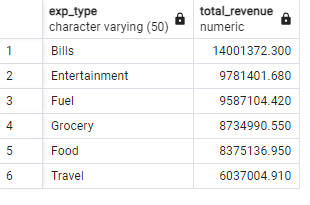 exp_type total_revenue
character varying (50) numeric
1 Bills 14001372.300
2 Entertainment 9781401.680
3 Fuel 9587104.420
4 Grocery 8734990.550
5 Food 8375136.950
6 Travel 6037004.910